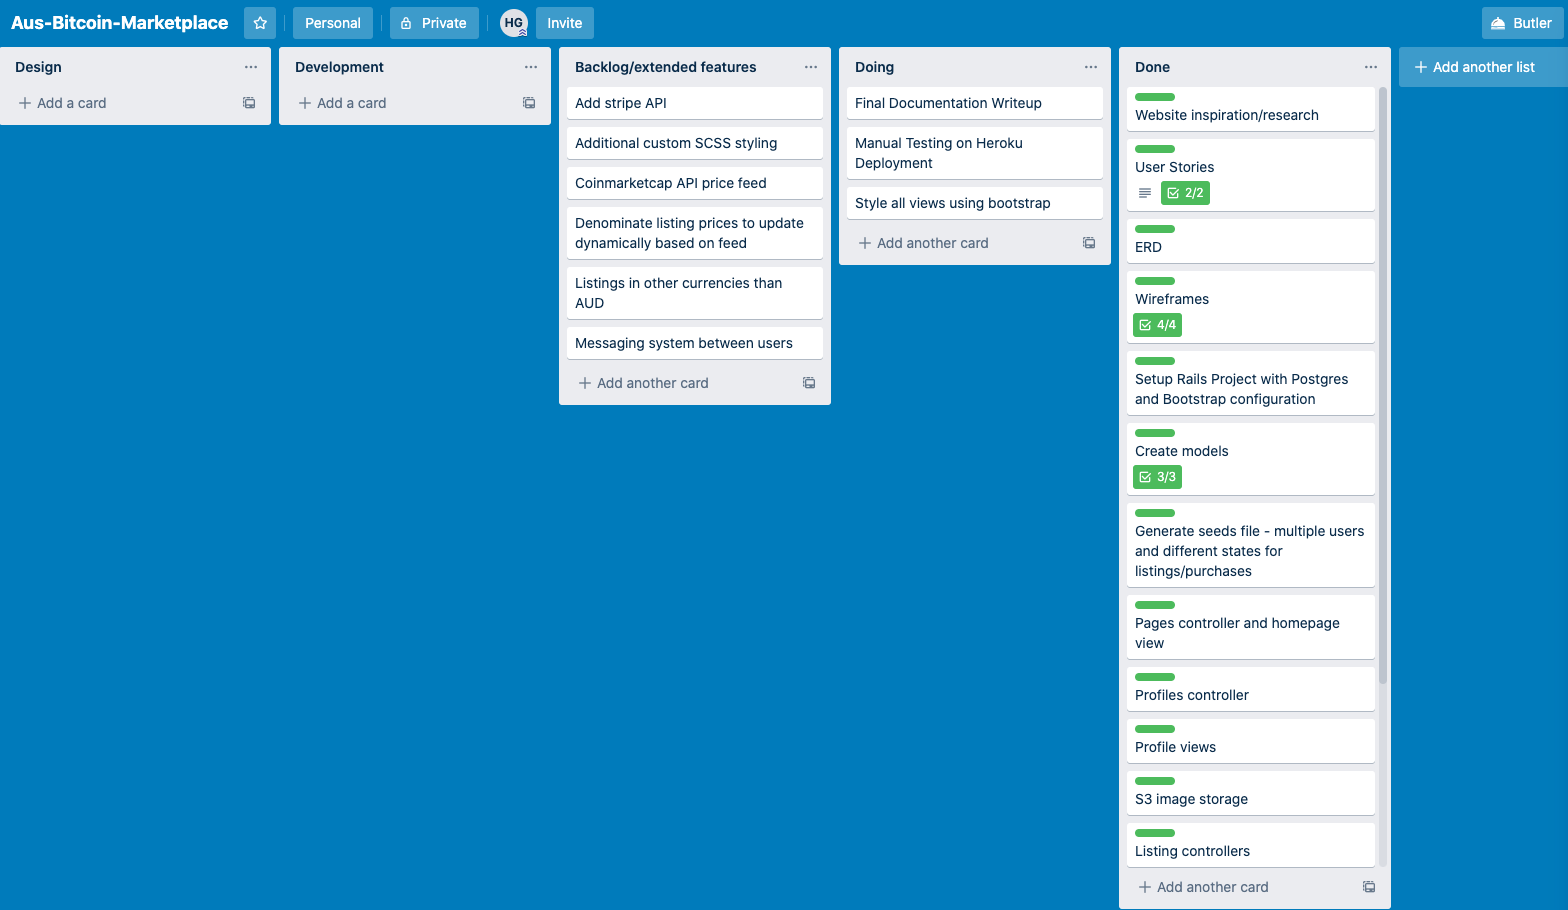 Aus-Bitcoin-Marketplace
Personal
Private
HG
Invite
Butler
Design
Add a card
Development
Add a card
Backlog/extended features
Add stripe API
Additional custom SCSS styling
Coinmarketcap API price feed
Denominate listing prices to update
dynamically based on feed
Listings in other currencies than
AUD
Messaging system between users
Add another card
Doing
Final Documentation Writeup
Manual Testing on Heroku
Deployment
Style all views using bootstrap
Add another card
Done
Website inspiration/research
User Stories
2/2
ERD
Wireframes
4/4
Setup Rails Project with Postgres
and Bootstrap configuration
Create models
3/3
Generate seeds file - multiple users
and different states for
listings/purchases
Pages controller and homepage
view
Profiles controller
Profile views
S3 image storage
Listing controllers
Add another card
Add another list